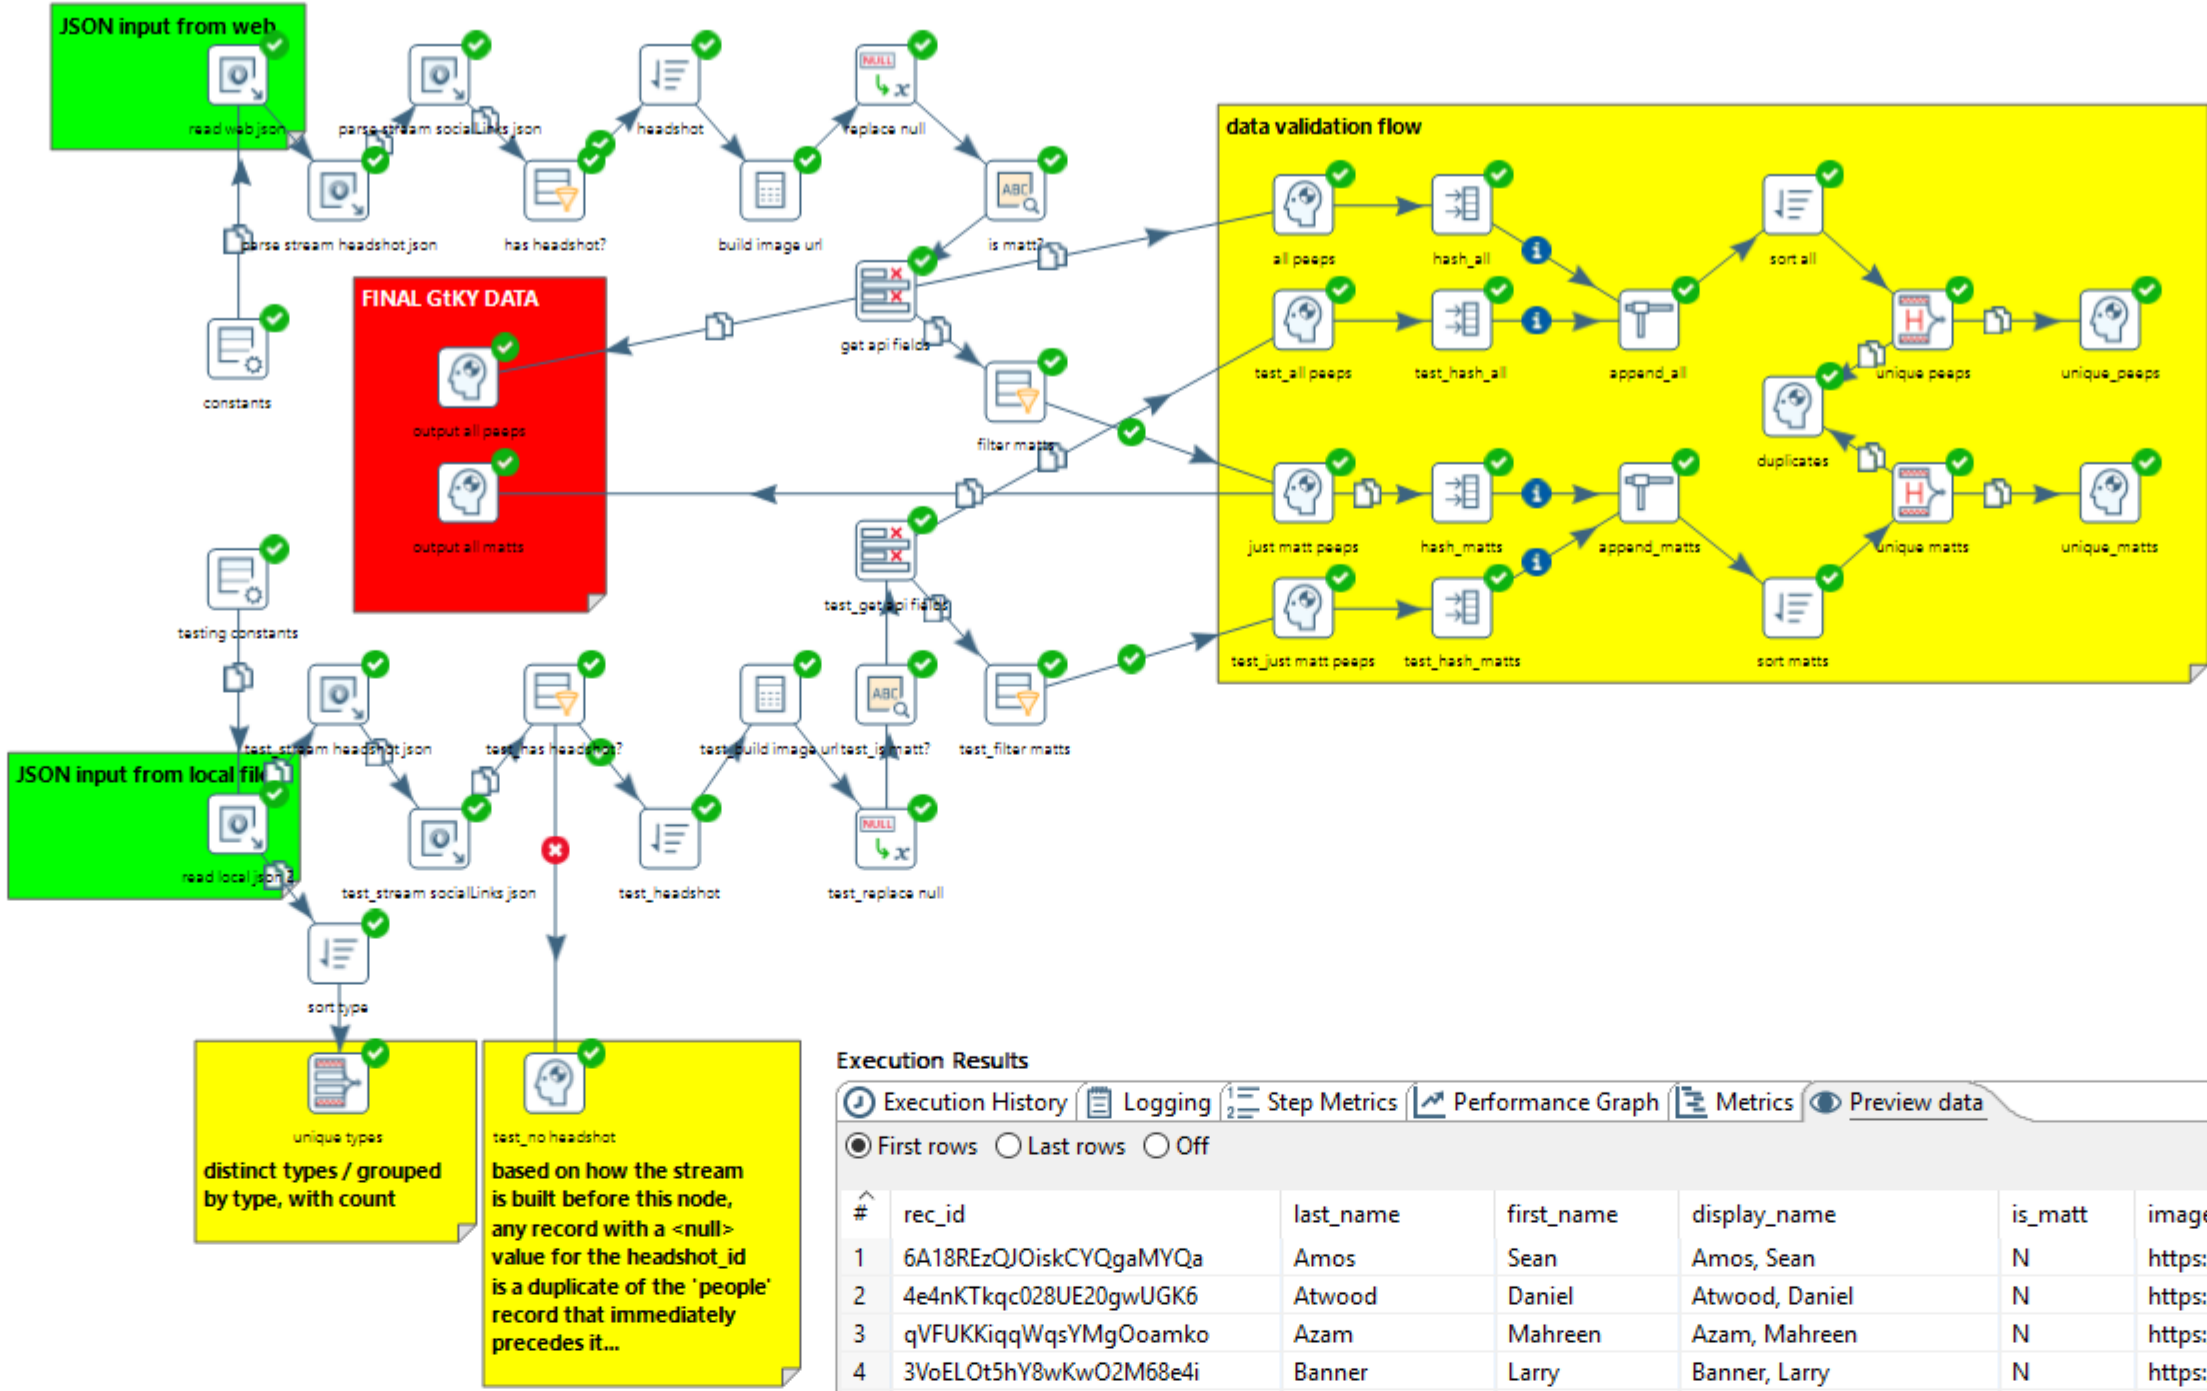 JSON input from web
read web json
parse stream socialLinks json
headshot
replace null
parse stream headshot json
has headshot?
build image url
is matt?
constants
FINAL GtKY DATA
output all peeps
output all matts
get api fields
filter matts
data validation flow
all peeps
hash_all
sort all
test_all peeps
test_hash_all
append_all
unique peeps
unique_peeps
duplicates
just matt peeps
hash_matts
append_matts
unique matts
unique_matts
test_just matt peeps
test_hash_matts
sort matts
testing constants
test_get api fields
test_stream headshot json
test_has headshot?
test_build image url
test_is matt?
test_filter matts
JSON input from local file
read local json 2
test_stream socialLinks json
test_headshot
test_replace null
sort type
unique types
distinct types / grouped
by type, with count
test_no headshot
based on how the stream
is built before this node,
any record with a <null>
value for the headshot_id
is a duplicate of the 'people'
record that immediately
precedes it...
Execution Results
Execution History Logging Step Metrics Performance Graph Metrics Preview data
First rows Last rows Off
# rec_id last_name first_name display_name is_matt image
1 6A18REzQJOiskCYQgaMYQa Amos Sean Amos, Sean N https:
2 4e4nKTkqc028UE20gwUGK6 Atwood Daniel Atwood, Daniel N https:
3 qVFUKKiqqWqsYMgOoamko Azam Mahreen Azam, Mahreen N https:
4 3VoELOt5hY8wKwO2M68e4i Banner Larry Banner, Larry N https: